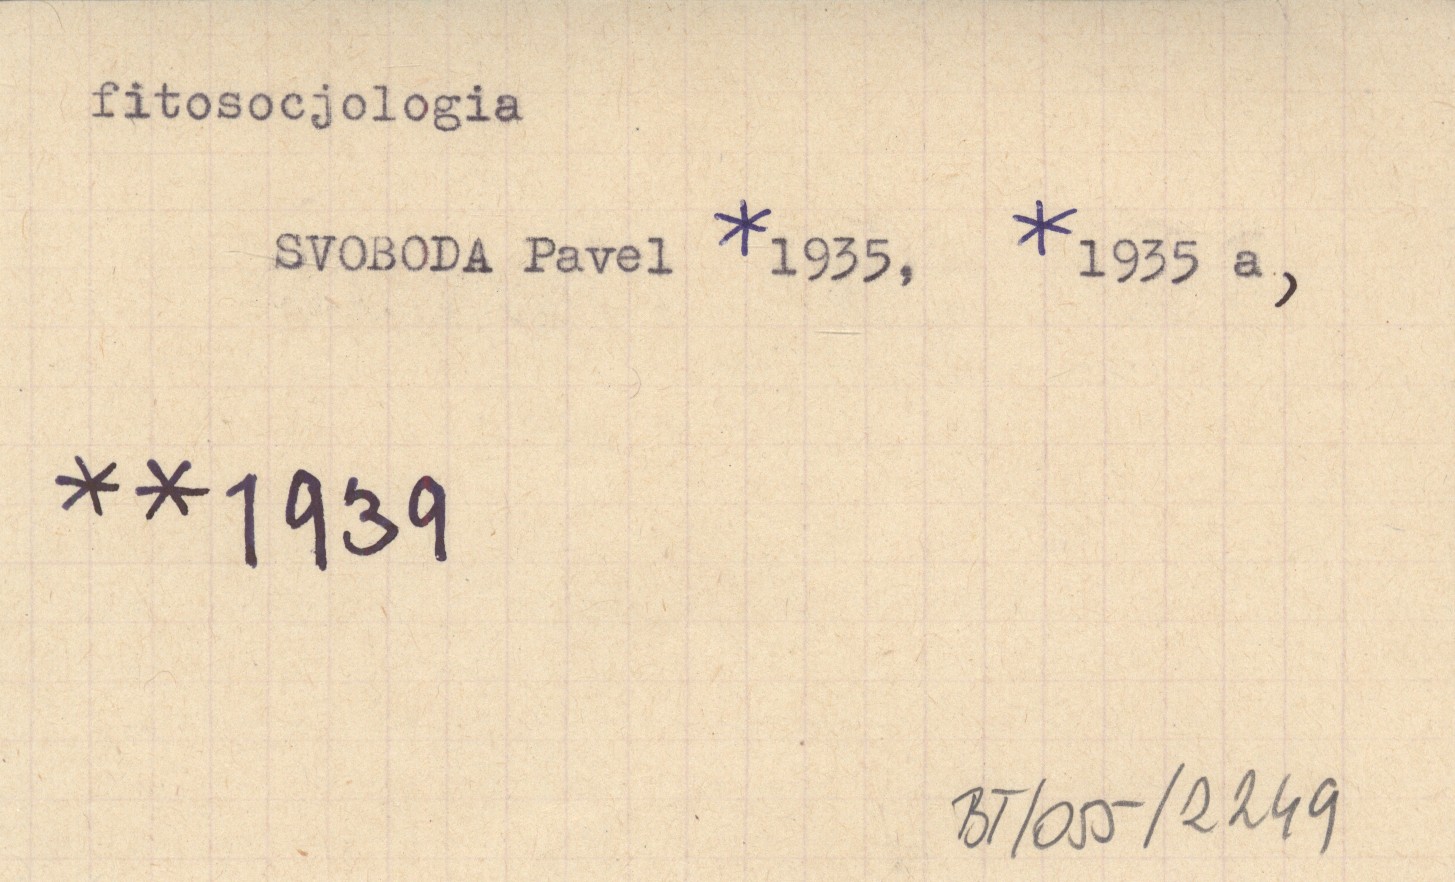 fitosocjologia
SVOBODA Pavel *1935, *1935 a,
**1939
BT/055/2249